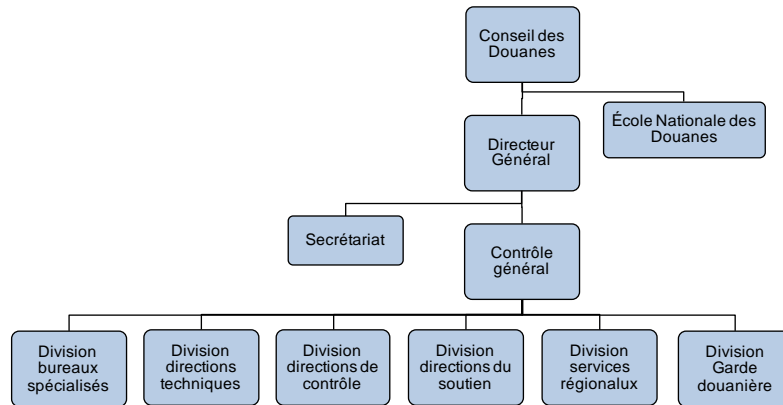 Conseil des
Douanes
École Nationale des
Douanes
Directeur
Général
Secrétariat
Contrôle
général
Division
bureaux
spécialisés
Division
directions
techniques
Division
directions de
contrôle
Division
directions du
soutien
Division
services
régionalux
Division
Garde
douanière